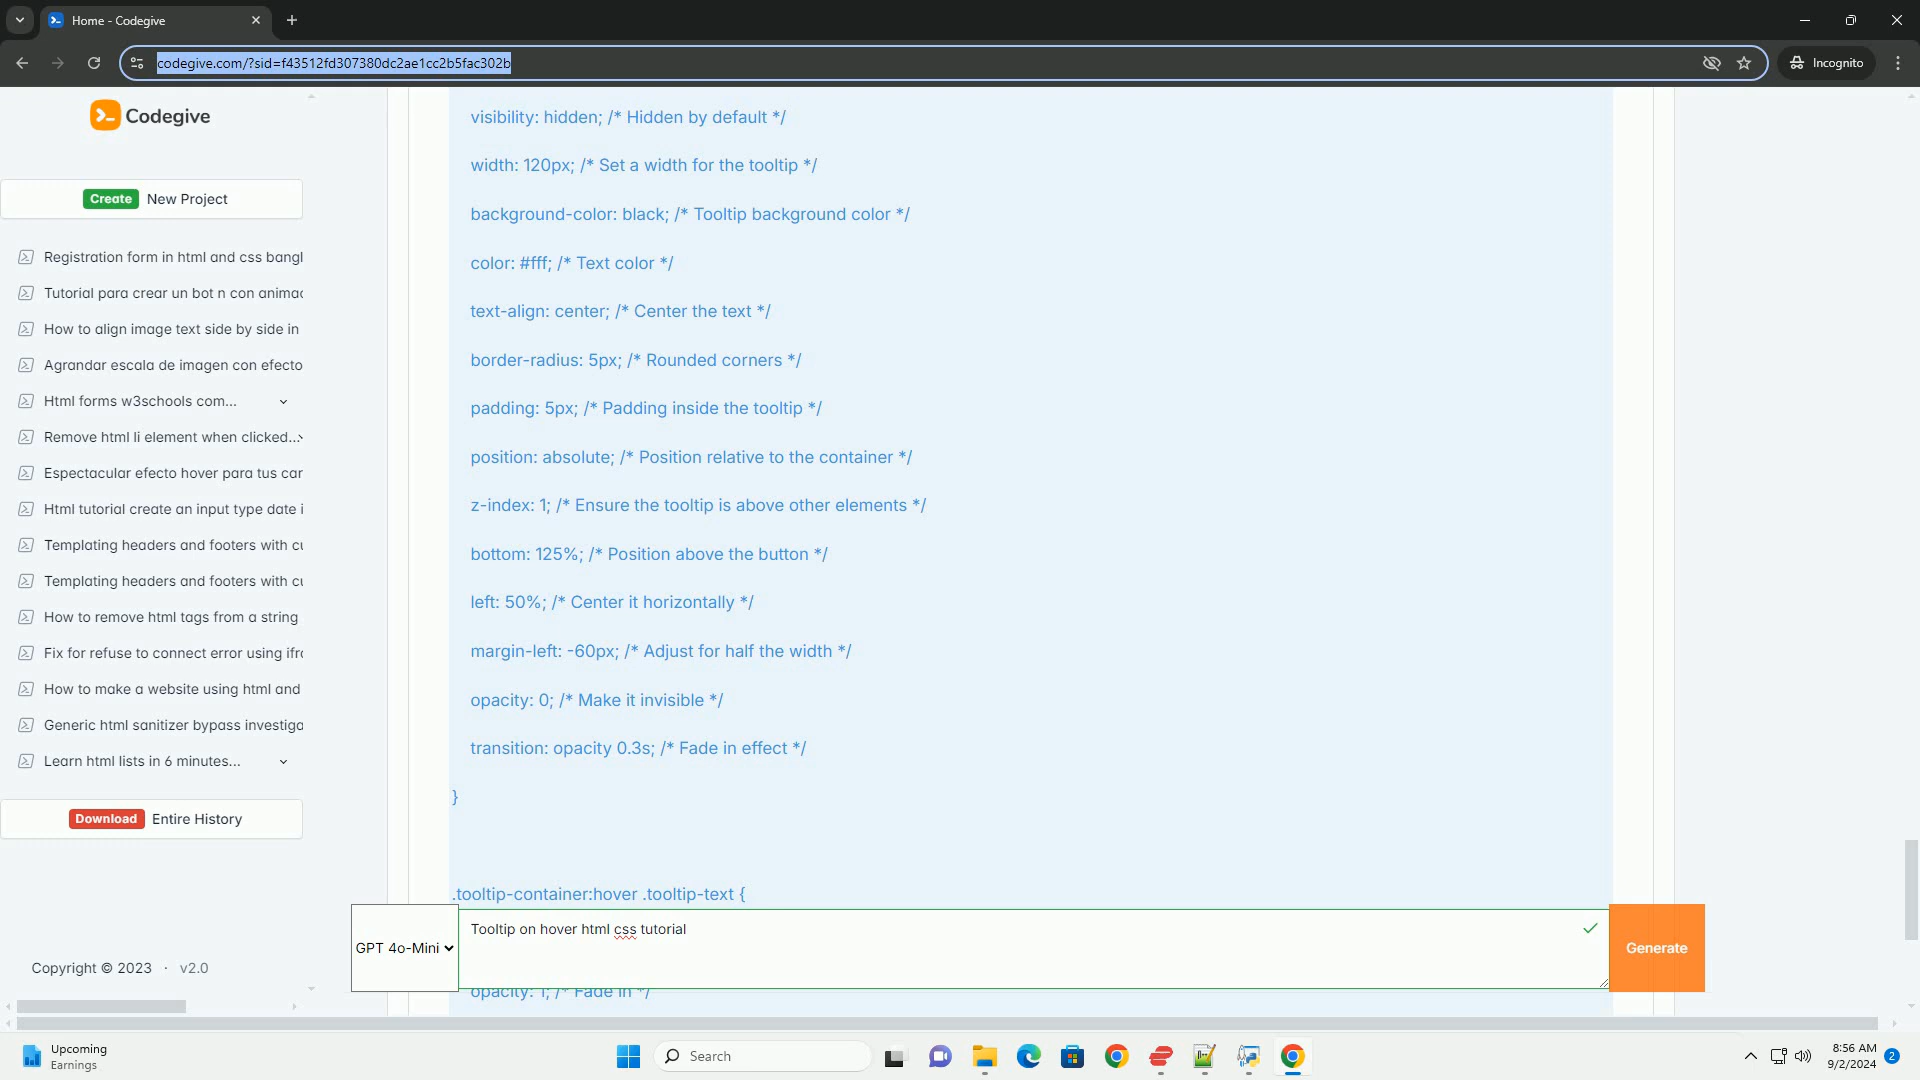 Home - Codegive
codegive.com/?sid=f43512fd307380dc2ae1cc2b5fac302b
Incognito
Codegive
Create New Project
Registration form in html and css bangl
Tutorial para crear un bot n con animac
How to align image text side by side in
Agrandar escala de imagen con efecto
Html forms w3schools com...
Remove html li element when clicked...
Espectacular efecto hover para tus car
Html tutorial create an input type date i
Templating headers and footers with cu
Templating headers and footers with cu
How to remove html tags from a string
Fix for refuse to connect error using ifr
How to make a website using html and
Generic html sanitizer bypass investiga
Learn html lists in 6 minutes...
Download Entire History
Copyright © 2023 · v2.0
visibility: hidden; /* Hidden by default */
width: 120px; /* Set a width for the tooltip */
background-color: black; /* Tooltip background color */
color: #fff; /* Text color */
text-align: center; /* Center the text */
border-radius: 5px; /* Rounded corners */
padding: 5px; /* Padding inside the tooltip */
position: absolute; /* Position relative to the container */
z-index: 1; /* Ensure the tooltip is above other elements */
bottom: 125%; /* Position above the button */
left: 50%; /* Center it horizontally */
margin-left: -60px; /* Adjust for half the width */
opacity: 0; /* Make it invisible */
transition: opacity 0.3s; /* Fade in effect */
}
.tooltip-container:hover .tooltip-text {
GPT 4o-Mini
Tooltip on hover html css tutorial
Generate
opacity: 1; /* Fade in */
Upcoming
Earnings
Search
8:56 AM
9/2/2024
2